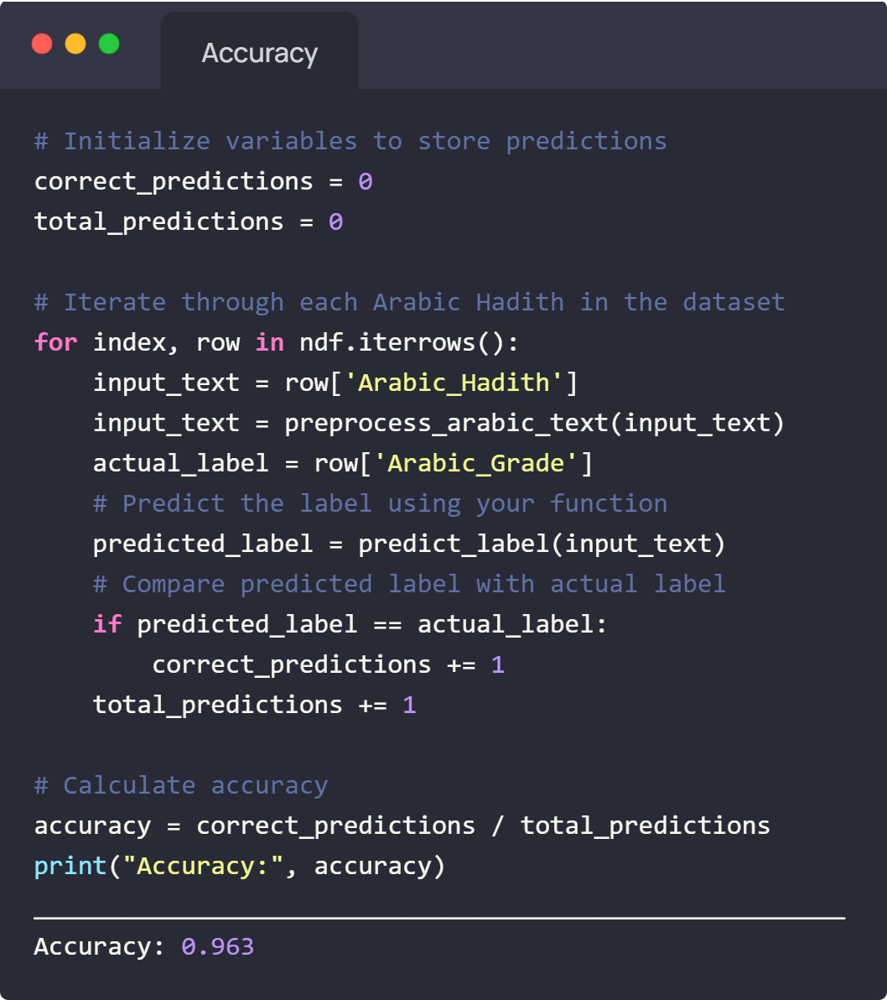 Accuracy
# Initialize variables to store predictions
correct_predictions = 0
total_predictions = 0
# Iterate through each Arabic Hadith in the dataset
for index, row in ndf.iterrows():
    input_text = row['Arabic_Hadith']
    input_text = preprocess_arabic_text(input_text)
    actual_label = row['Arabic_Grade']
    # Predict the label using your function
    predicted_label = predict_label(input_text)
    # Compare predicted label with actual label
    if predicted_label == actual_label:
        correct_predictions += 1
    total_predictions += 1
# Calculate accuracy
accuracy = correct_predictions / total_predictions
print("Accuracy:", accuracy)
Accuracy: 0.963